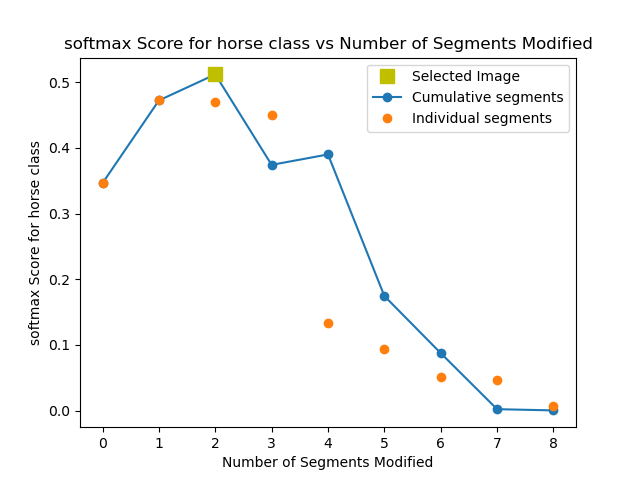 softmax Score for horse class vs Number of Segments Modified
Selected Image
Cumulative segments
Individual segments
softmax Score for horse class
0.5
0.4
0.3
0.2
0.1
0.0
0 1 2 3 4 5 6 7 8
Number of Segments Modified